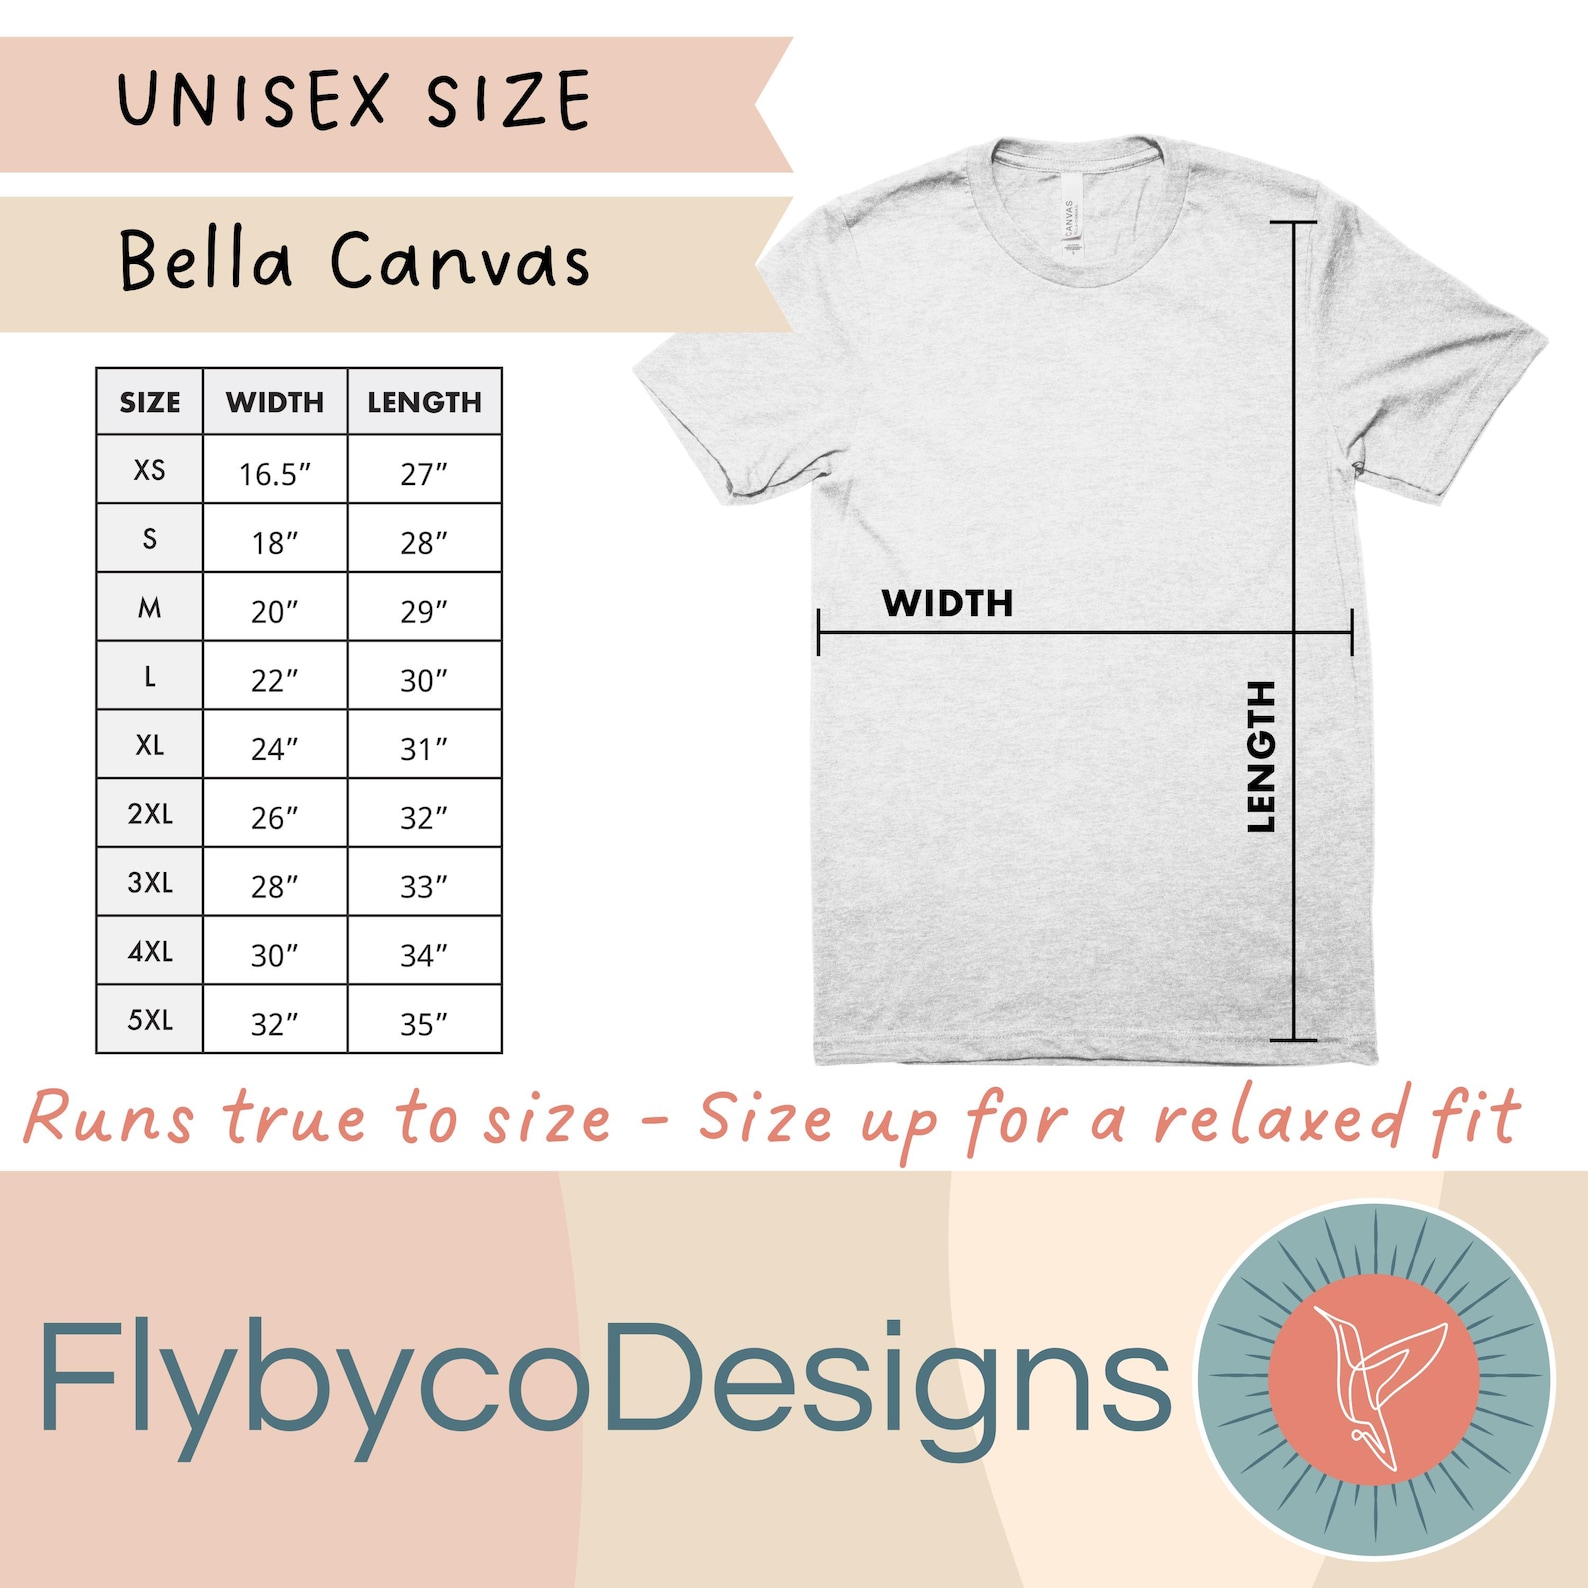 UNISEX SIZE
Bella Canvas
CANVAS
SIZE WIDTH LENGTH
XS 16.5” 27”
S 18” 28”
M 20” 29”
L 22” 30”
XL 24” 31”
2XL 26” 32”
3XL 28” 33”
4XL 30” 34”
5XL 32” 35”
WIDTH
LENGTH
Runs true to size - Size up for a relaxed fit
FlybycoDesigns